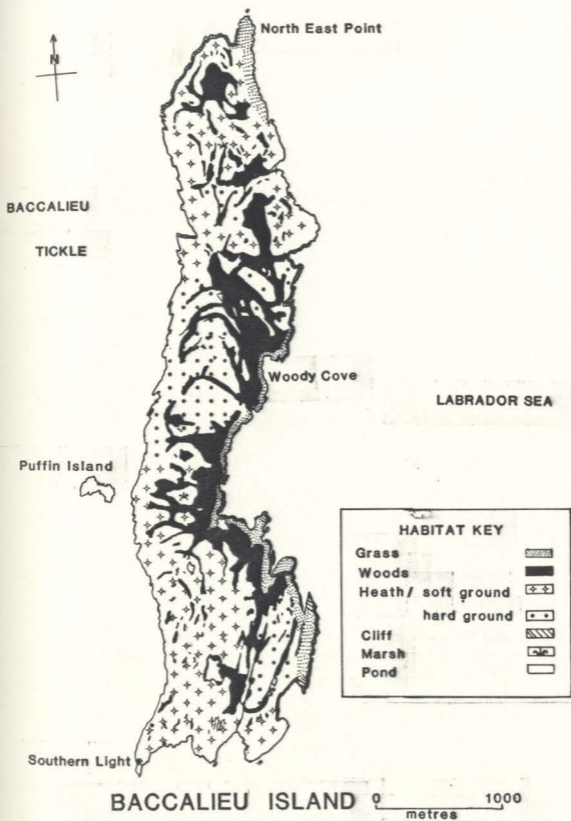 North East Point
N
BACCALIEU
TICKLE
Woody Cove
LABRADOR SEA
Puffin Island
HABITAT KEY
Grass
Woods
Heath/ soft ground
hard ground
Cliff
Marsh
Pond
Southern Light
BACCALIEU ISLAND
0 1000
metres